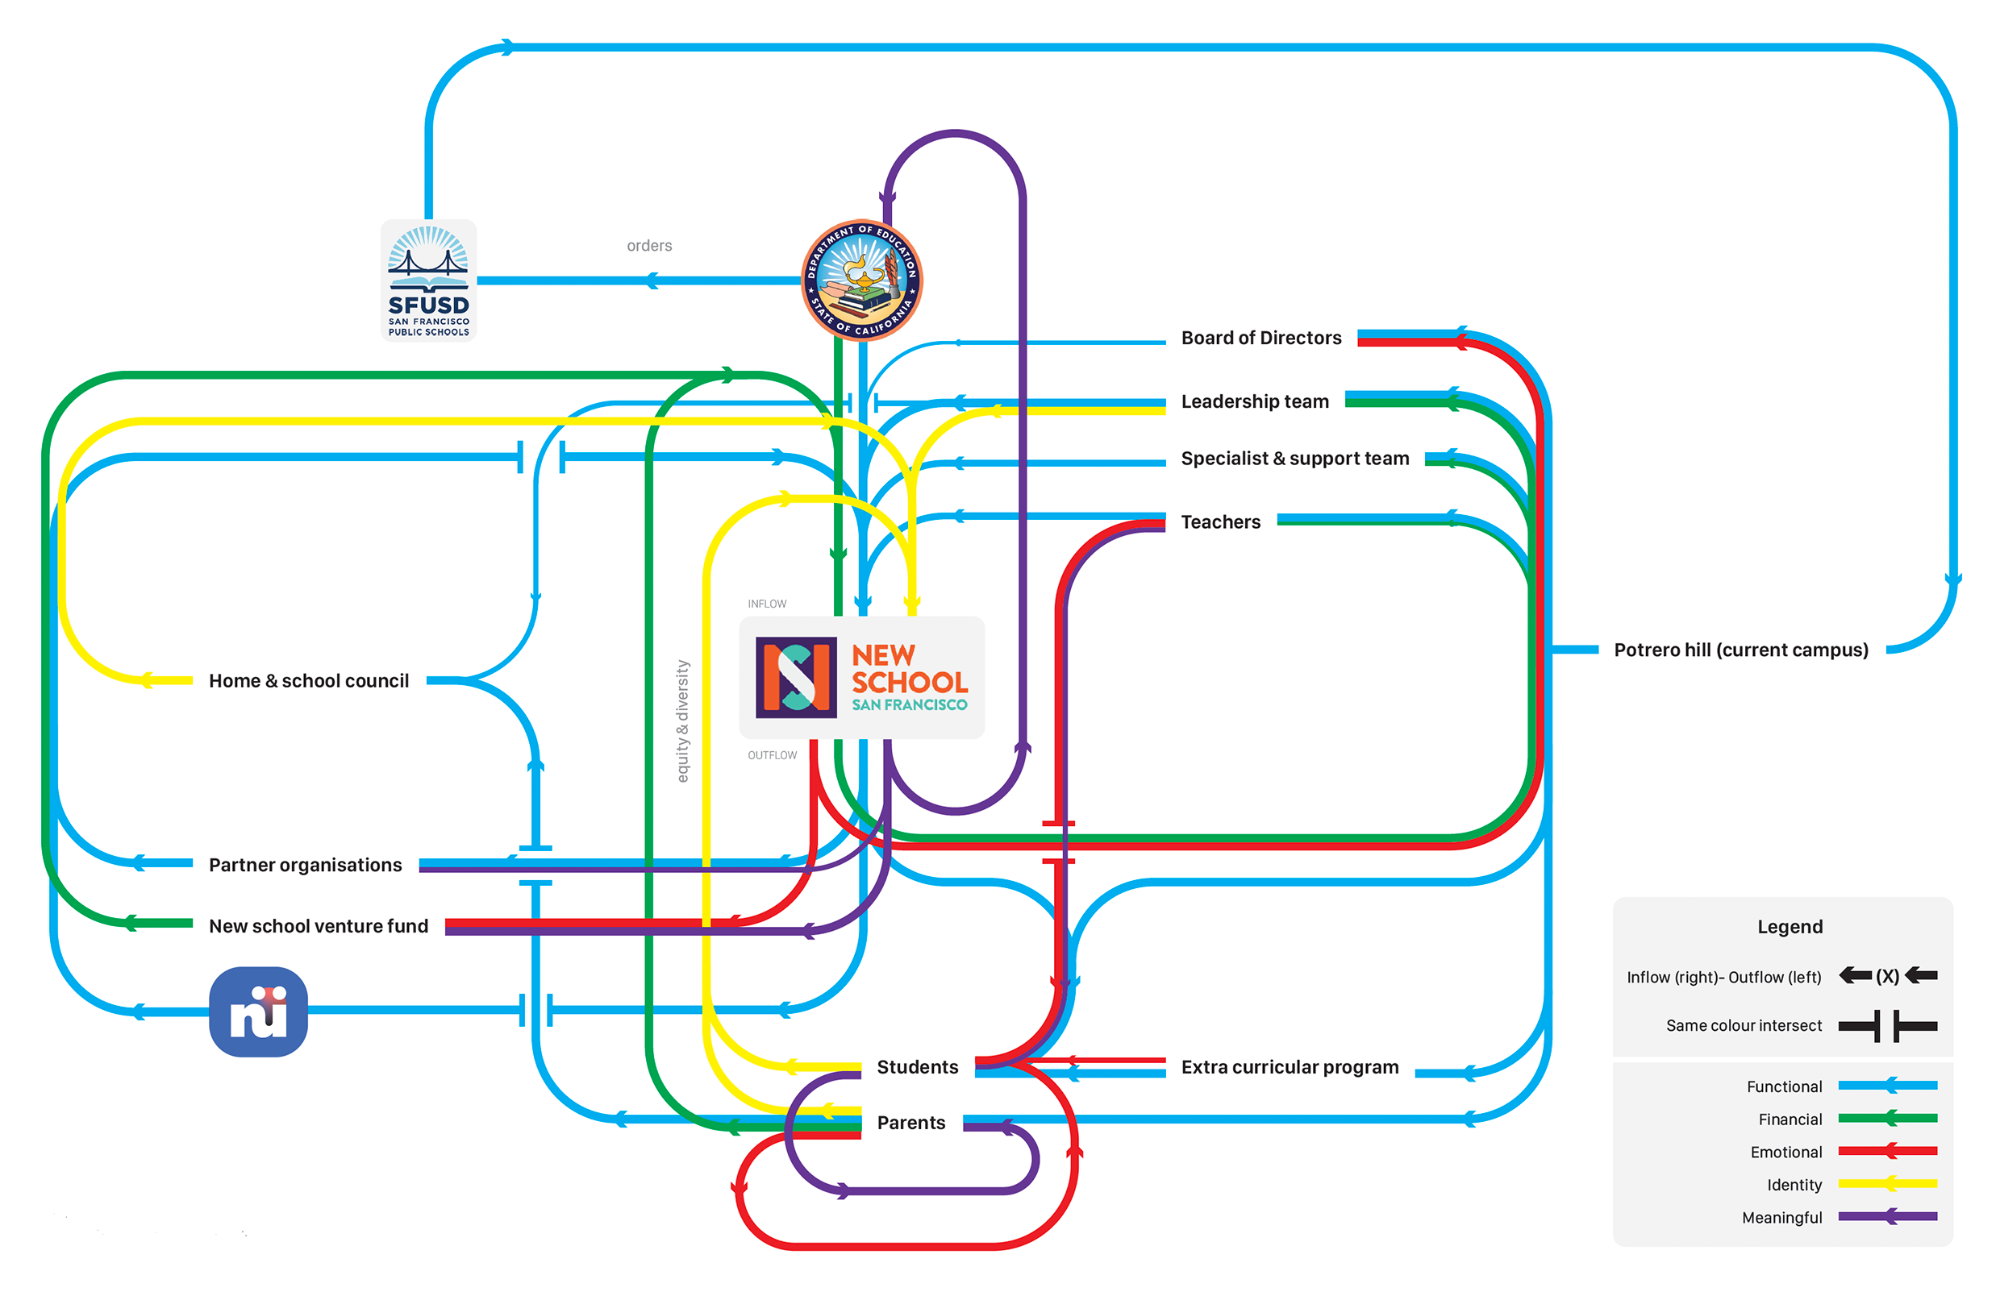 orders
DEPARTMENT OF EDUCATION
STATE OF CALIFORNIA
SFUSD
SAN FRANCISCO
PUBLIC SCHOOLS
Board of Directors
Leadership team
Specialist & support team
Teachers
INFLOW
NEW
SCHOOL
SAN FRANCISCO
OUTFLOW
equity & diversity
Potrero hill (current campus)
Home & school council
Partner organisations
New school venture fund
nü
Students
Extra curricular program
Parents
Legend
Inflow (right)- Outflow (left)
(X)
Same colour intersect
Functional
Financial
Emotional
Identity
Meaningful